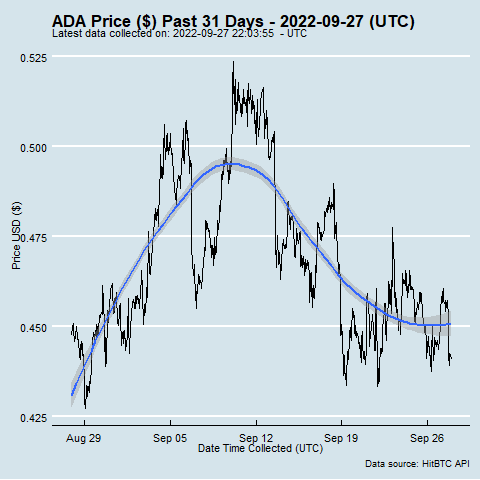 ADA Price ($) Past 31 Days - 2022-09-27 (UTC)
Latest data collected on: 2022-09-27 22:03:55 - UTC
0.525
0.500
0.475
0.450
0.425
Price USD ($)
Aug 29 Sep 05 Sep 12 Sep 19 Sep 26
Date Time Collected (UTC)
Data source: HitBTC API